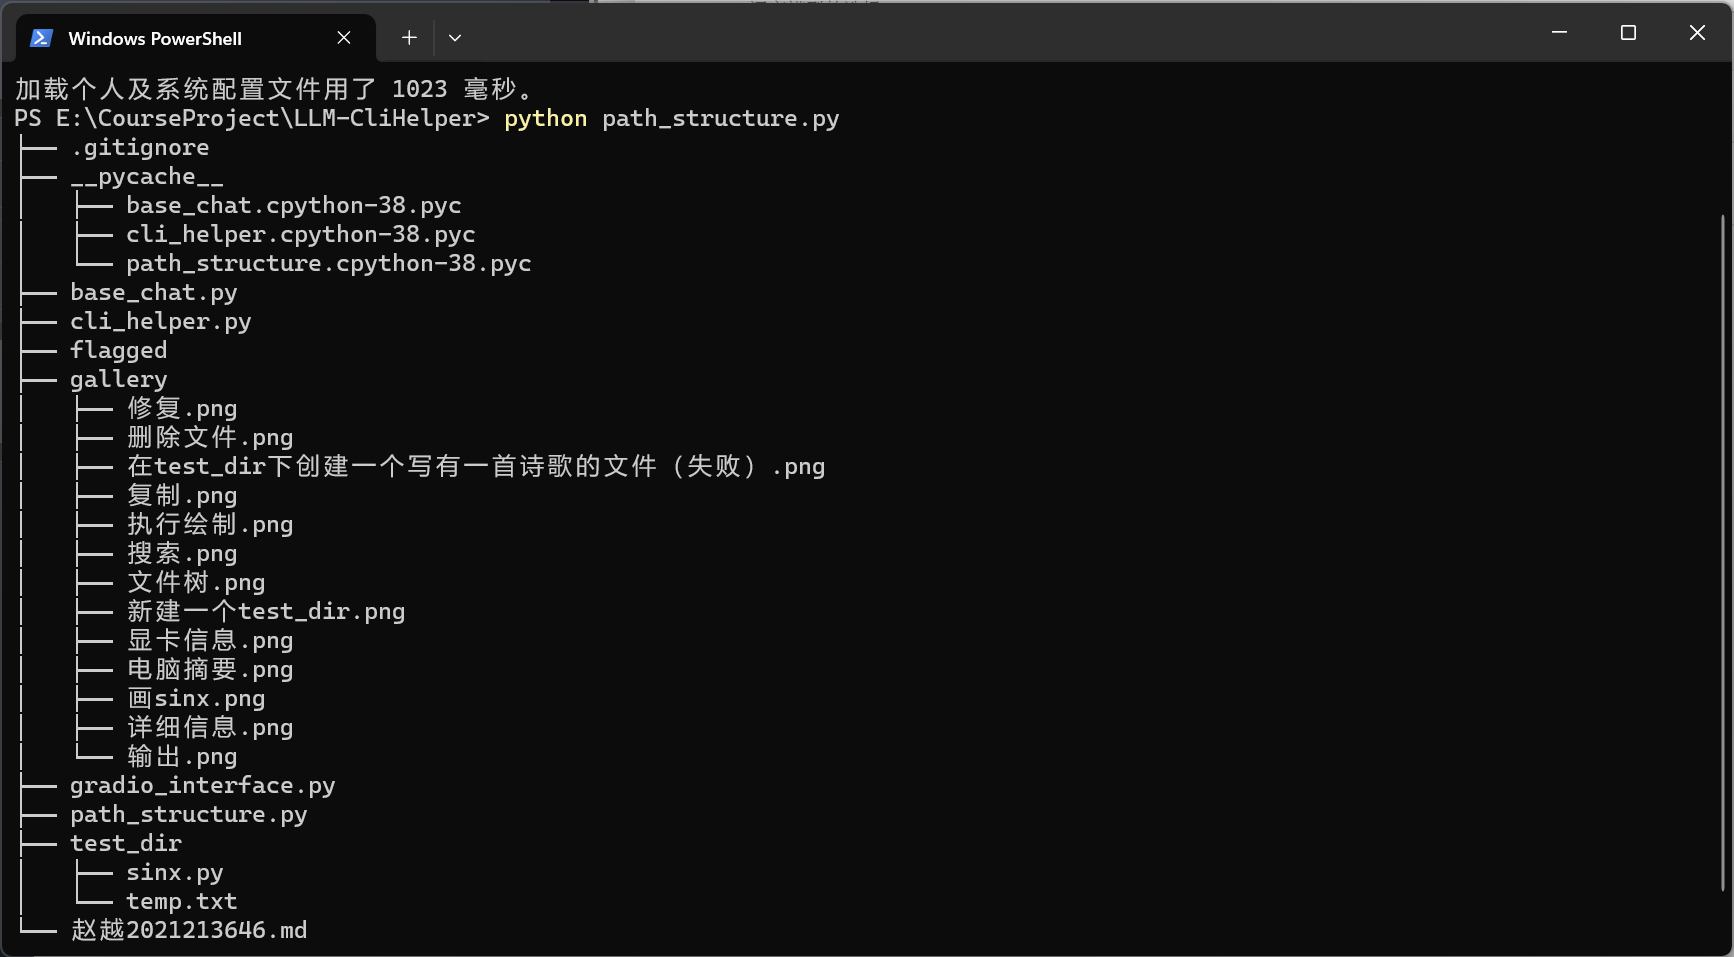 Windows PowerShell
加载个人及系统配置文件用了 1023 毫秒。
PS E:\CourseProject\LLM-CliHelper> python path_structure.py
├── .gitignore
├── __pycache__
│   ├── base_chat.cpython-38.pyc
│   ├── cli_helper.cpython-38.pyc
│   └── path_structure.cpython-38.pyc
├── base_chat.py
├── cli_helper.py
├── flagged
├── gallery
│   ├── 修复.png
│   ├── 删除文件.png
│   ├── 在test_dir下创建一个写有一首诗歌的文件（失败）.png
│   ├── 复制.png
│   ├── 执行绘制.png
│   ├── 搜索.png
│   ├── 文件树.png
│   ├── 新建一个test_dir.png
│   ├── 显卡信息.png
│   ├── 电脑摘要.png
│   ├── 画sinx.png
│   ├── 详细信息.png
│   └── 输出.png
├── gradio_interface.py
├── path_structure.py
├── test_dir
│   ├── sinx.py
│   └── temp.txt
└── 赵越2021213646.md